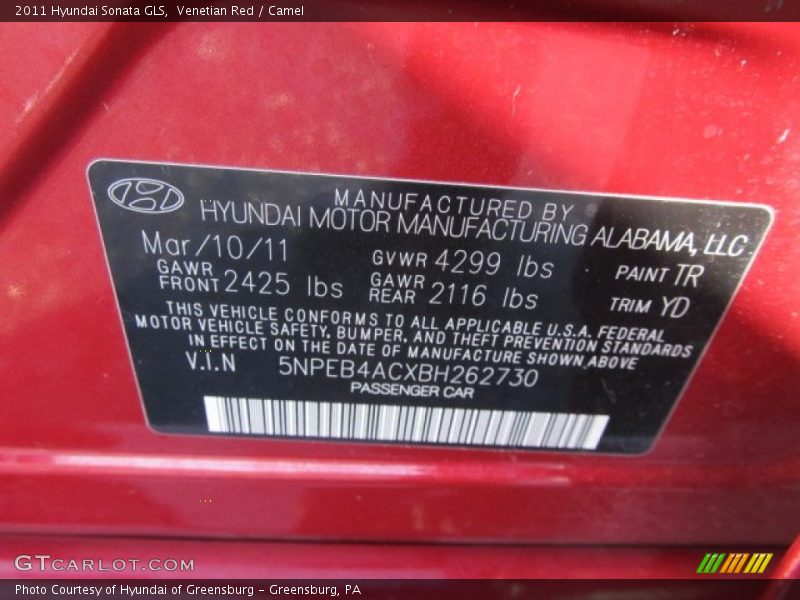 2011 Hyundai Sonata GLS, Venetian Red / Camel
MANUFACTURED BY
HYUNDAI MOTOR MANUFACTURING ALABAMA, LLC
Mar/10/11 GVWR 4299 lbs PAINT TR
GAWR FRONT 2425 lbs GAWR REAR 2116 lbs TRIM YD
THIS VEHICLE CONFORMS TO ALL APPLICABLE U.S.A. FEDERAL
MOTOR VEHICLE SAFETY, BUMPER, AND THEFT PREVENTION STANDARDS
IN EFFECT ON THE DATE OF MANUFACTURE SHOWN ABOVE
V.I.N 5NPEB4ACXBH262730
PASSENGER CAR
GTCARLOT.COM
Photo Courtesy of Hyundai of Greensburg - Greensburg, PA